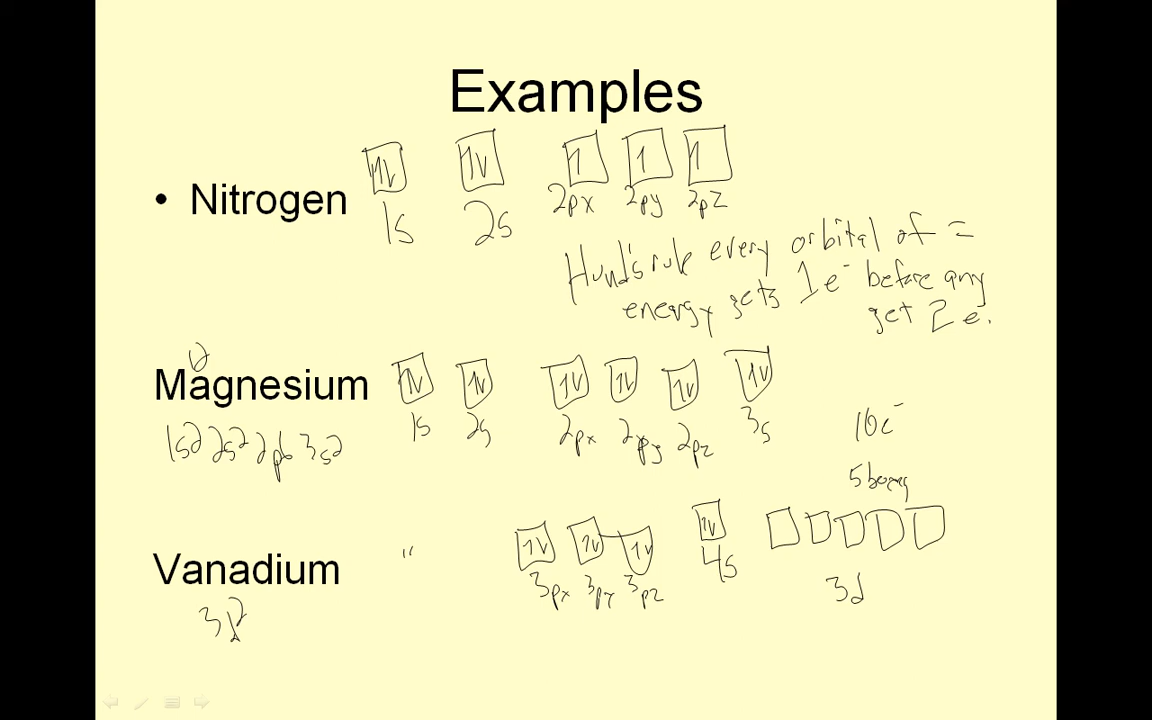 Examples
• Nitrogen
1s 2s 2px 2py 2pz
Hund's rule every orbital of =
energy gets 1 e⁻ before any
get 2 e.
Magnesium
1s 2s 2px 2py 2pz 3s
1s2 2s2 2p6 3s2
10e⁻
5 boxes
Vanadium "
3px 3py 3pz 4s 3d